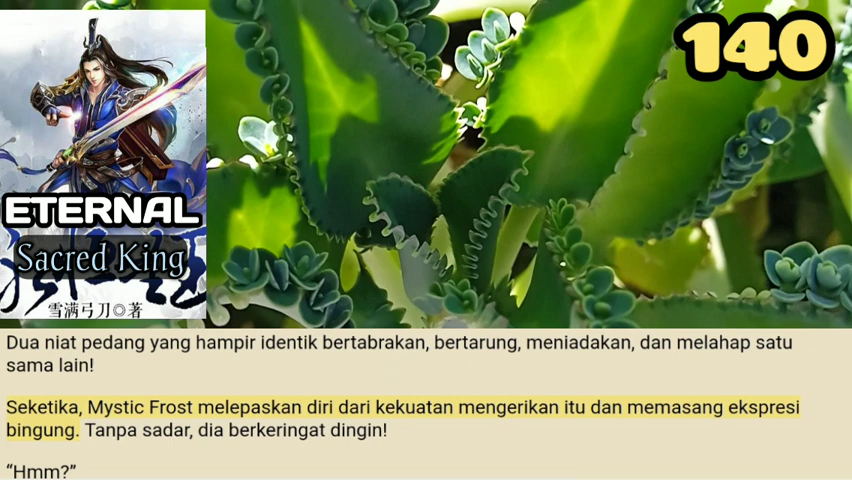 140
ETERNAL
Sacred King
雪满弓刀◎著
Dua niat pedang yang hampir identik bertabrakan, bertarung, meniadakan, dan melahap satu
sama lain!
Seketika, Mystic Frost melepaskan diri dari kekuatan mengerikan itu dan memasang ekspresi
bingung. Tanpa sadar, dia berkeringat dingin!
“Hmm?”